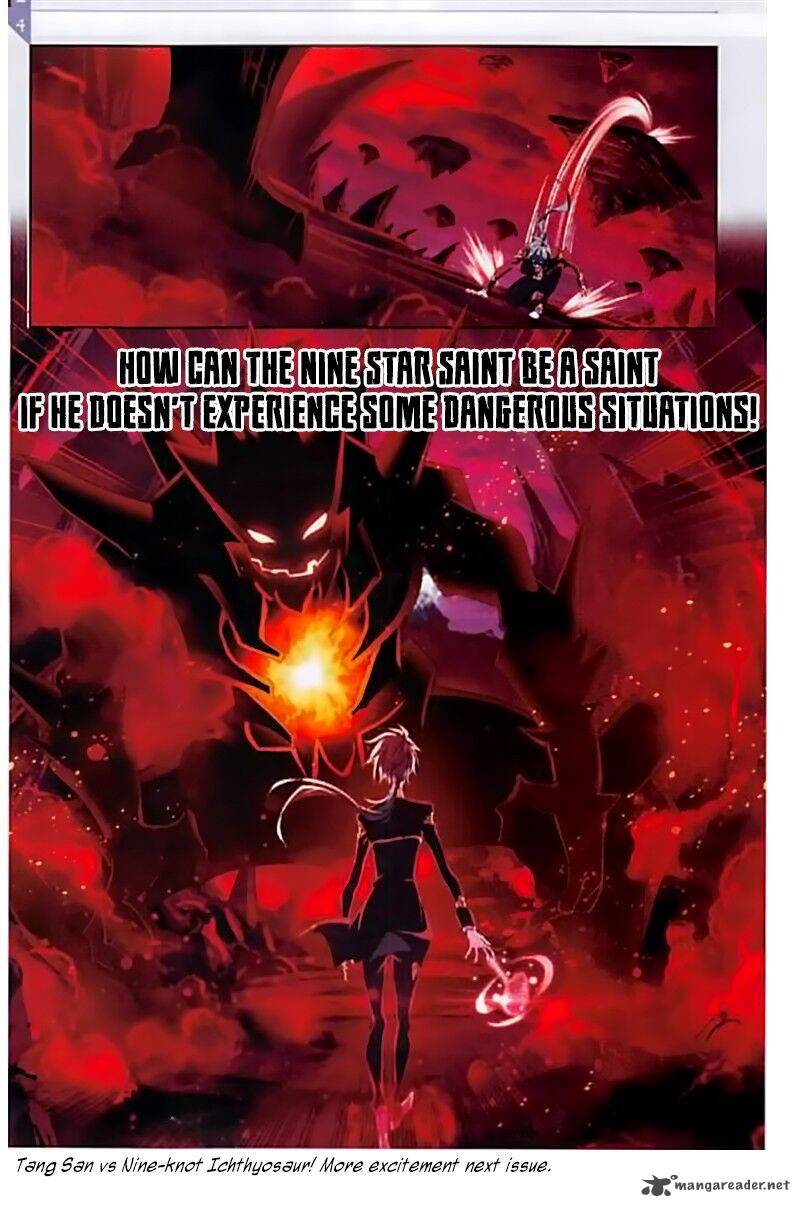 4
HOW CAN THE NINE STAR SAINT BE A SAINT
IF HE DOESN'T EXPERIENCE SOME DANGEROUS SITUATIONS!
Tang San vs Nine-knot Ichthyosaur! More excitement next issue.
mangareader.net